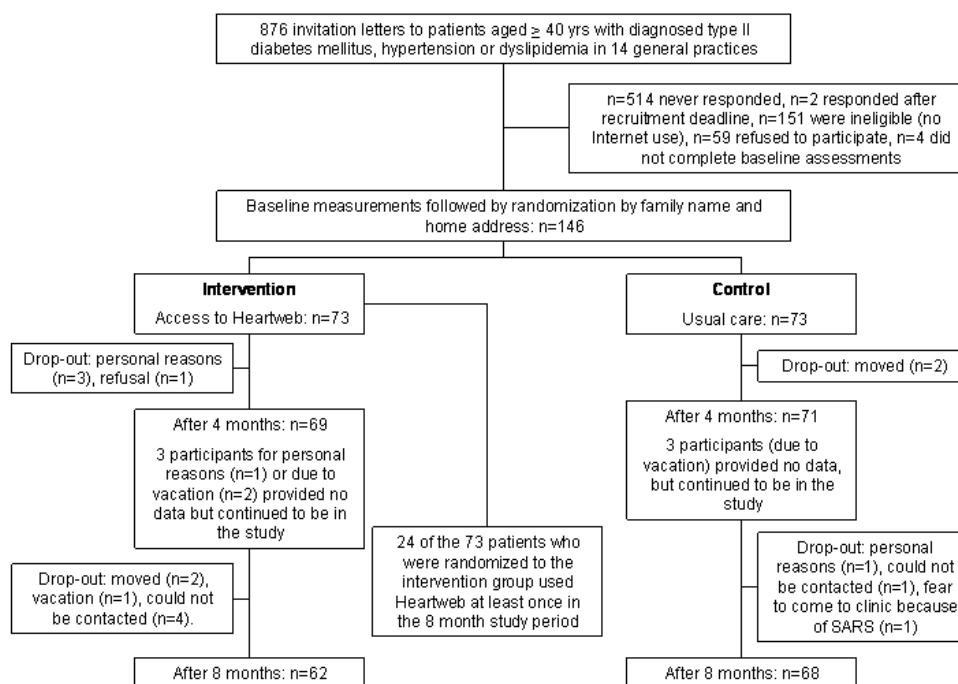 876 invitation letters to patients aged ≥ 40 yrs with diagnosed type II
diabetes mellitus, hypertension or dyslipidemia in 14 general practices
n=514 never responded, n=2 responded after
recruitment deadline, n=151 were ineligible (no
Internet use), n=59 refused to participate, n=4 did
not complete baseline assessments
Baseline measurements followed by randomization by family name and
home address: n=146
Intervention
Access to Heartweb: n=73
Control
Usual care: n=73
Drop-out: personal reasons
(n=3), refusal (n=1)
Drop-out: moved (n=2)
After 4 months: n=69
3 participants for personal
reasons (n=1) or due to
vacation (n=2) provided no
data but continued to be in
the study
After 4 months: n=71
3 participants (due to
vacation) provided no data,
but continued to be in the
study
24 of the 73 patients who
were randomized to the
intervention group used
Heartweb at least once in
the 8 month study period
Drop-out: moved (n=2),
vacation (n=1), could not
be contacted (n=4).
Drop-out: personal
reasons (n=1), could not
be contacted (n=1), fear
to come to clinic because
of SARS (n=1)
After 8 months: n=62
After 8 months: n=68